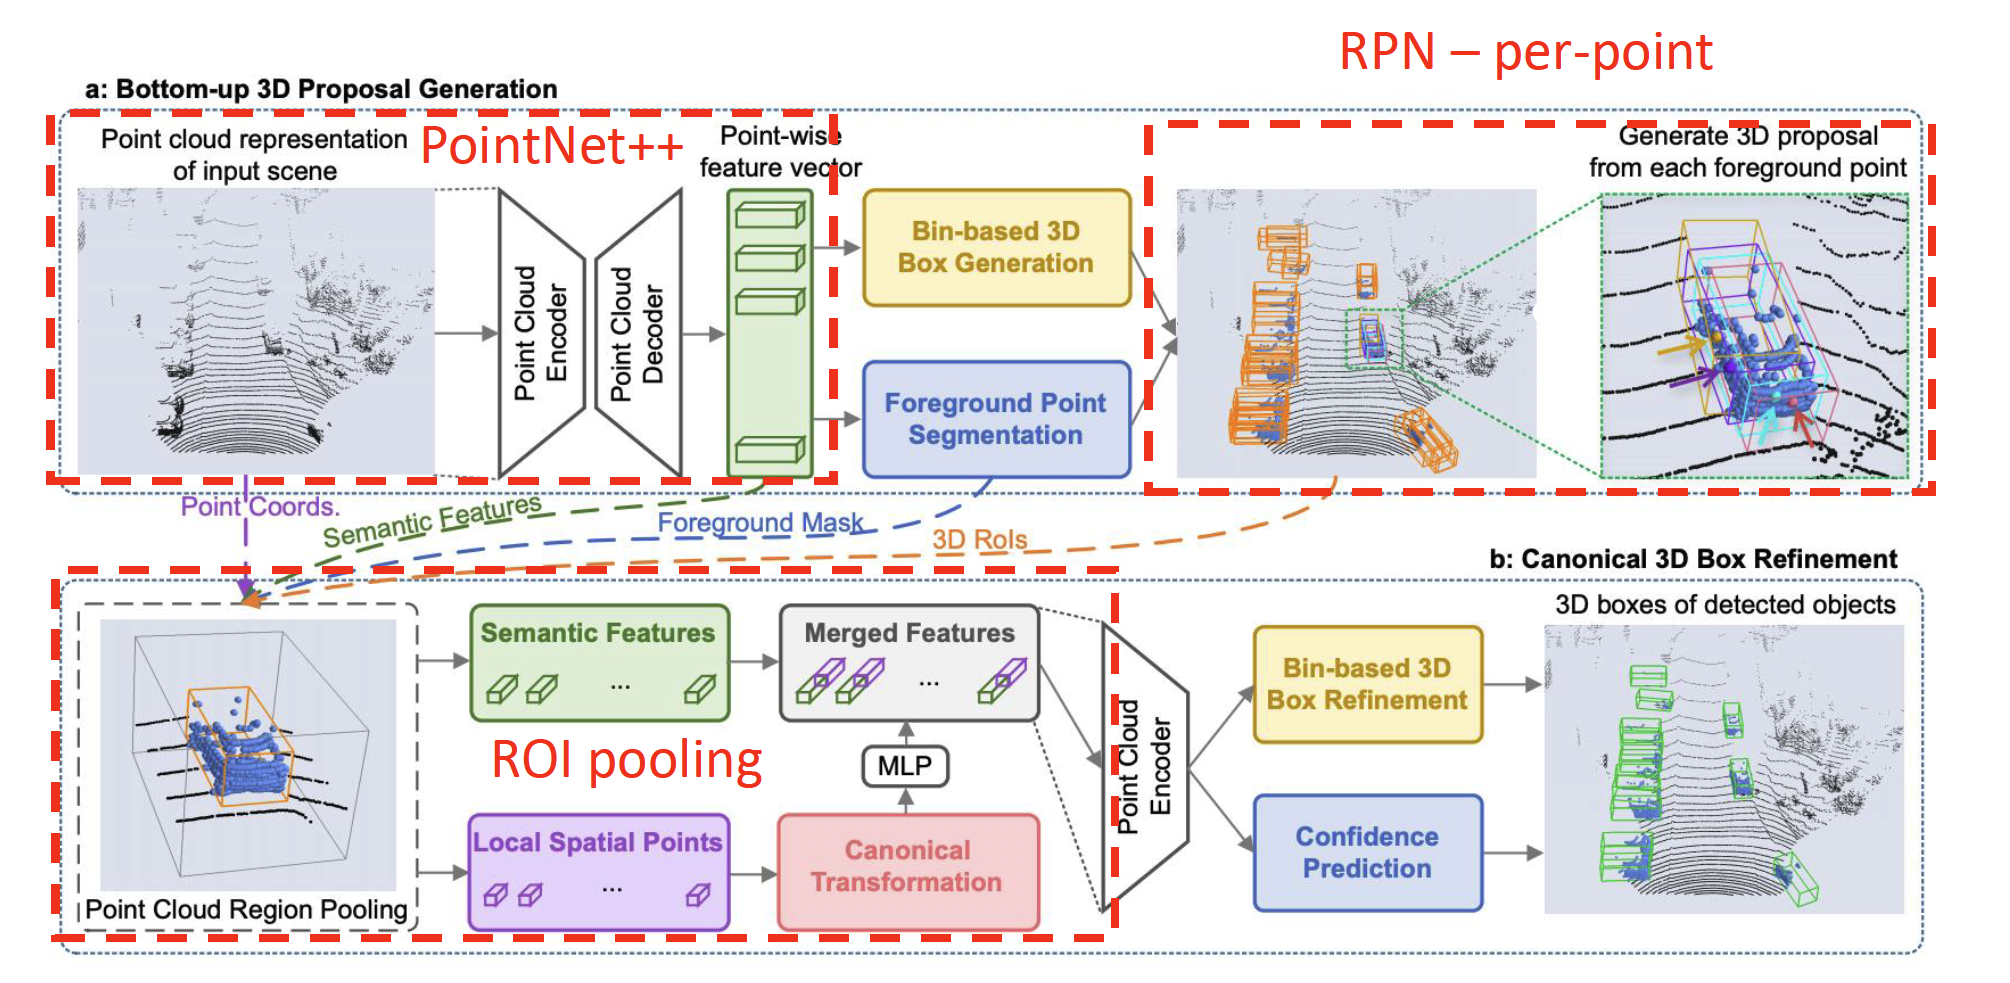 RPN – per-point
a: Bottom-up 3D Proposal Generation
Point cloud representation
of input scene
PointNet++
Point-wise
feature vector
Generate 3D proposal
from each foreground point
Point Cloud
Encoder
Point Cloud
Decoder
Bin-based 3D
Box Generation
Foreground Point
Segmentation
Point Coords.
Semantic Features
Foreground Mask
3D RoIs
b: Canonical 3D Box Refinement
3D boxes of detected objects
Semantic Features
...
Merged Features
...
ROI pooling
MLP
Local Spatial Points
...
Canonical
Transformation
Point Cloud Region Pooling
Point Cloud
Encoder
Bin-based 3D
Box Refinement
Confidence
Prediction